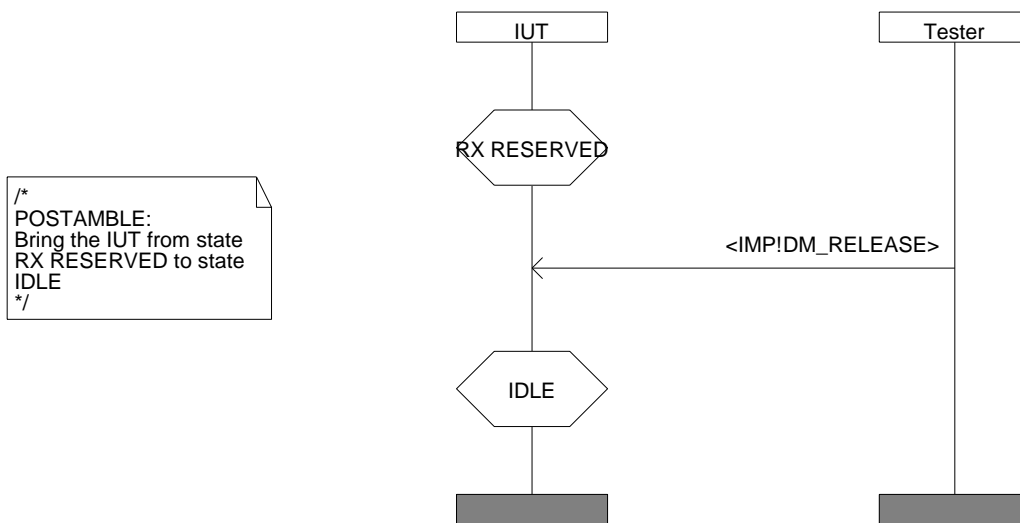 IUT
Tester
RX RESERVED
/*
POSTAMBLE:
Bring the IUT from state
RX RESERVED to state
IDLE
*/
<IMP!DM_RELEASE>
IDLE